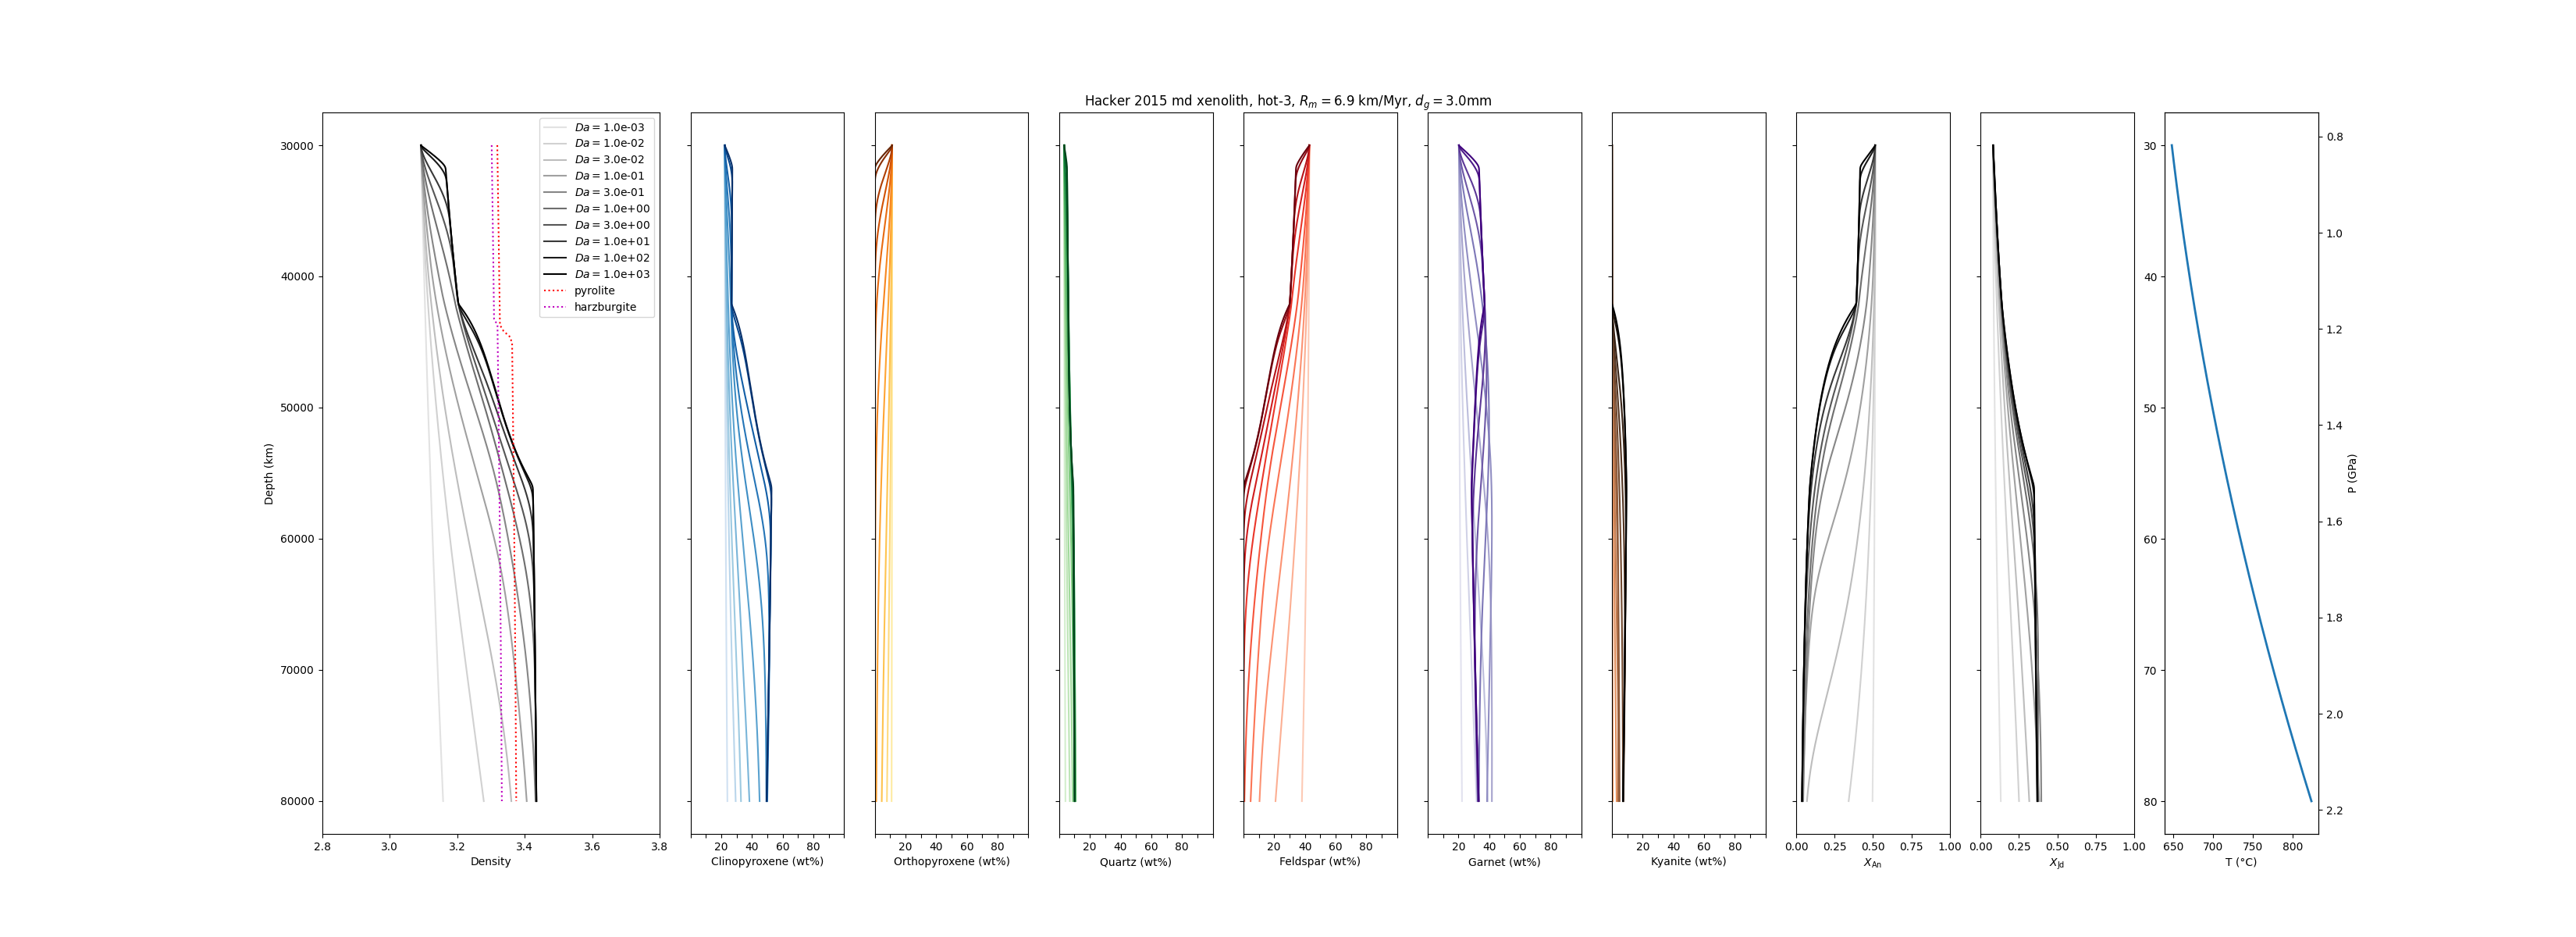 Hacker 2015 md xenolith, hot-3, Rm = 6.9 km/Myr, dg = 3.0mm
Da = 1.0e-03
Da = 1.0e-02
Da = 3.0e-02
Da = 1.0e-01
Da = 3.0e-01
Da = 1.0e+00
Da = 3.0e+00
Da = 1.0e+01
Da = 1.0e+02
Da = 1.0e+03
pyrolite
harzburgite
30000
40000
50000
60000
70000
80000
Depth (km)
2.8 3.0 3.2 3.4 3.6 3.8
Density
20 40 60 80
Clinopyroxene (wt%)
20 40 60 80
Orthopyroxene (wt%)
20 40 60 80
Quartz (wt%)
20 40 60 80
Feldspar (wt%)
20 40 60 80
Garnet (wt%)
20 40 60 80
Kyanite (wt%)
0.00 0.25 0.50 0.75 1.00
XAn
0.00 0.25 0.50 0.75 1.00
XJd
30
40
50
60
70
80
650 700 750 800
T (°C)
0.8
1.0
1.2
1.4
1.6
1.8
2.0
2.2
P (GPa)